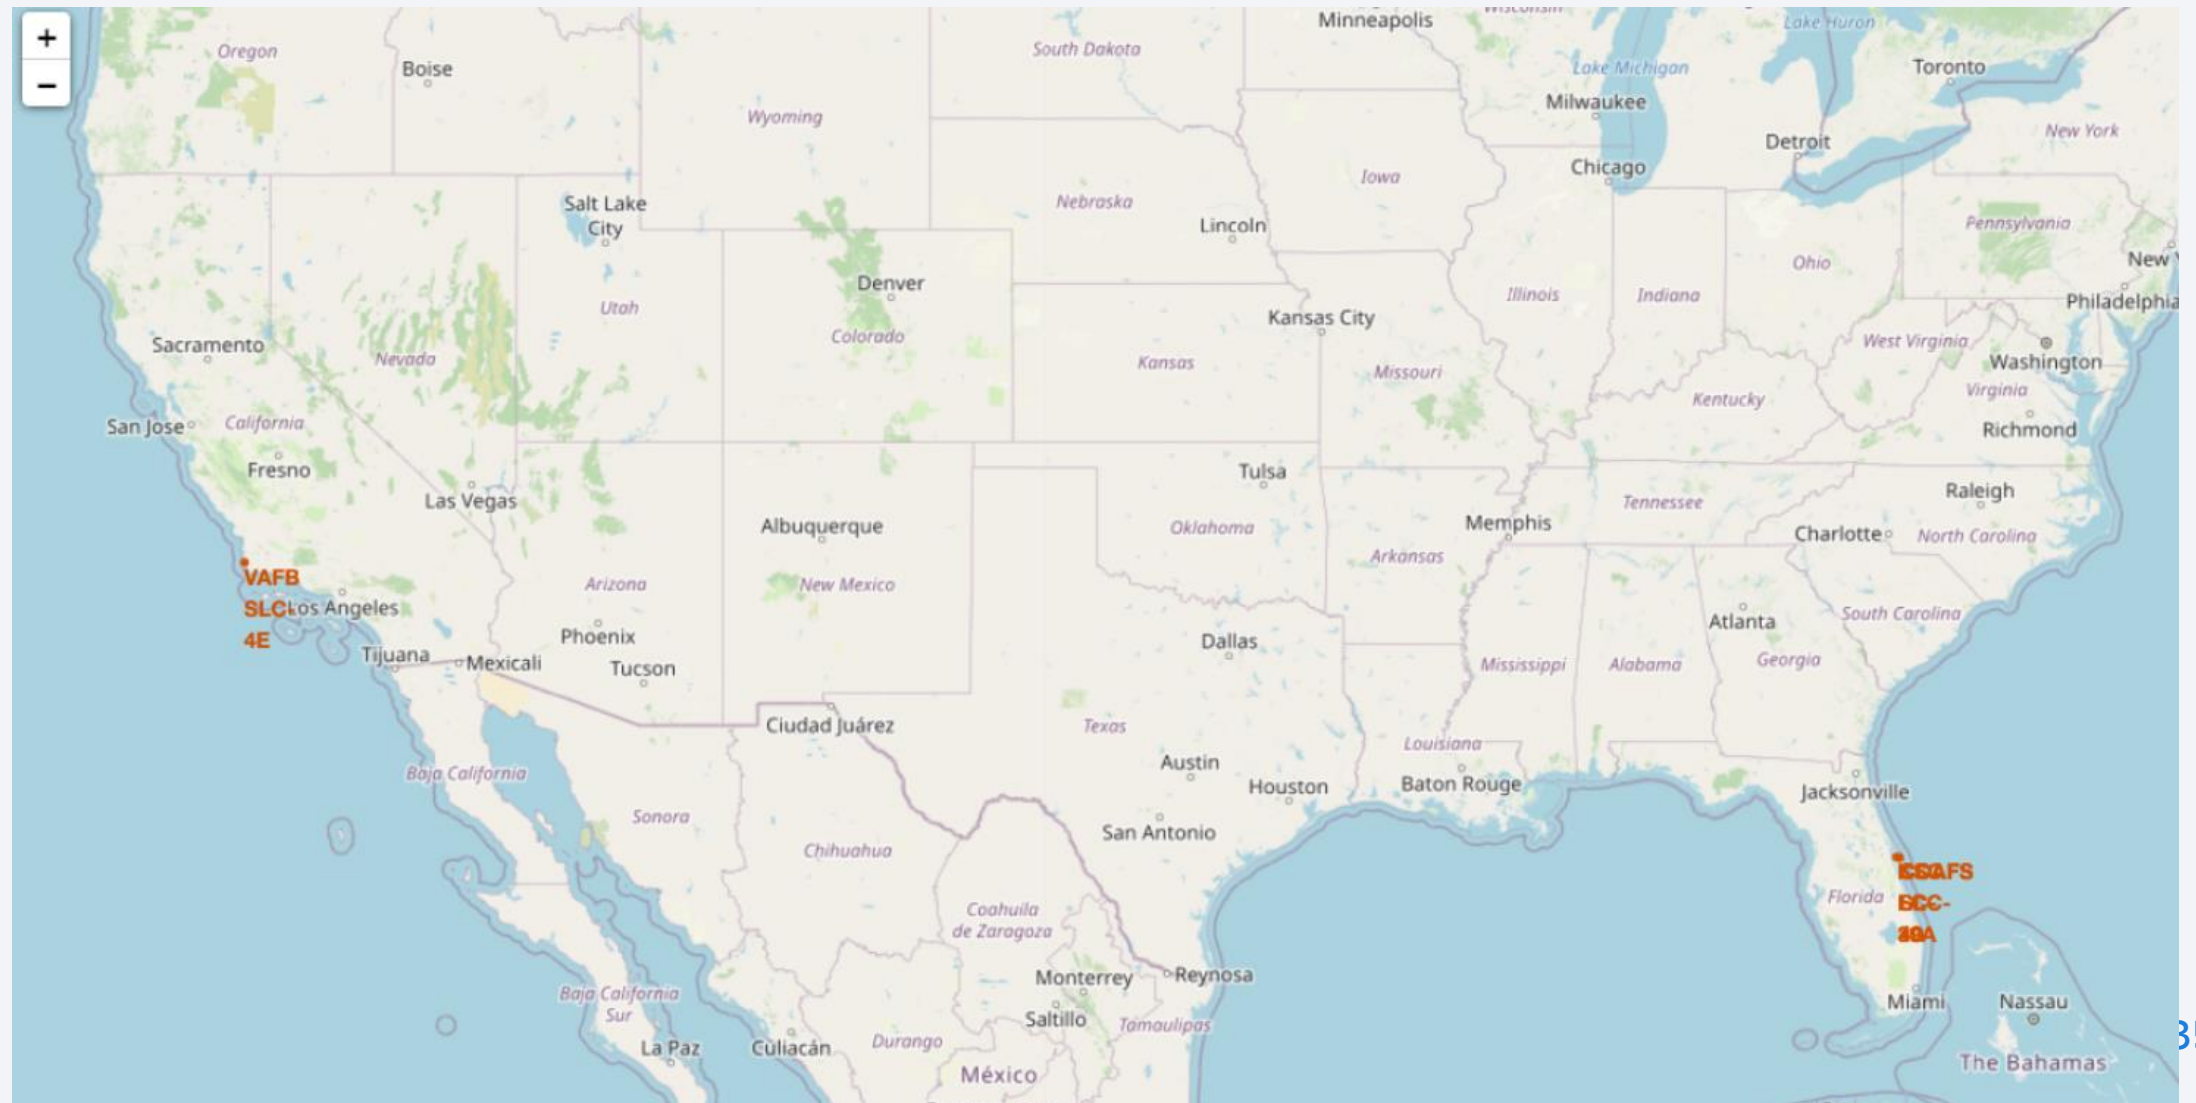 +
−
Oregon
Boise
South Dakota
Minneapolis
Wisconsin
Lake Huron
Lake Michigan
Toronto
Wyoming
Milwaukee
New York
Detroit
Chicago
Iowa
Nebraska
Salt Lake
City
Lincoln
Pennsylvania
New
Ohio
Denver
Utah
Illinois
Indiana
Philadelphia
Kansas City
Colorado
Sacramento
Nevada
Kansas
Missouri
West Virginia
Washington
Virginia
Kentucky
Richmond
San Jose
California
Fresno
Las Vegas
Tulsa
Tennessee
Raleigh
Albuquerque
Oklahoma
Memphis
Charlotte
North Carolina
Arkansas
VAFB
SLC-
4E
Los Angeles
Arizona
New Mexico
Phoenix
Tucson
Dallas
Atlanta
South Carolina
Tijuana
Mexicali
Mississippi
Alabama
Georgia
Ciudad Juárez
Texas
Louisiana
Austin
Houston
Baton Rouge
Baja California
Jacksonville
Sonora
San Antonio
Chihuahua
Florida
Coahuila
de Zaragoza
Monterrey
Reynosa
Baja California
Sur
Saltillo
Tamaulipas
Miami
Nassau
La Paz
Culiacán
Durango
México
The Bahamas